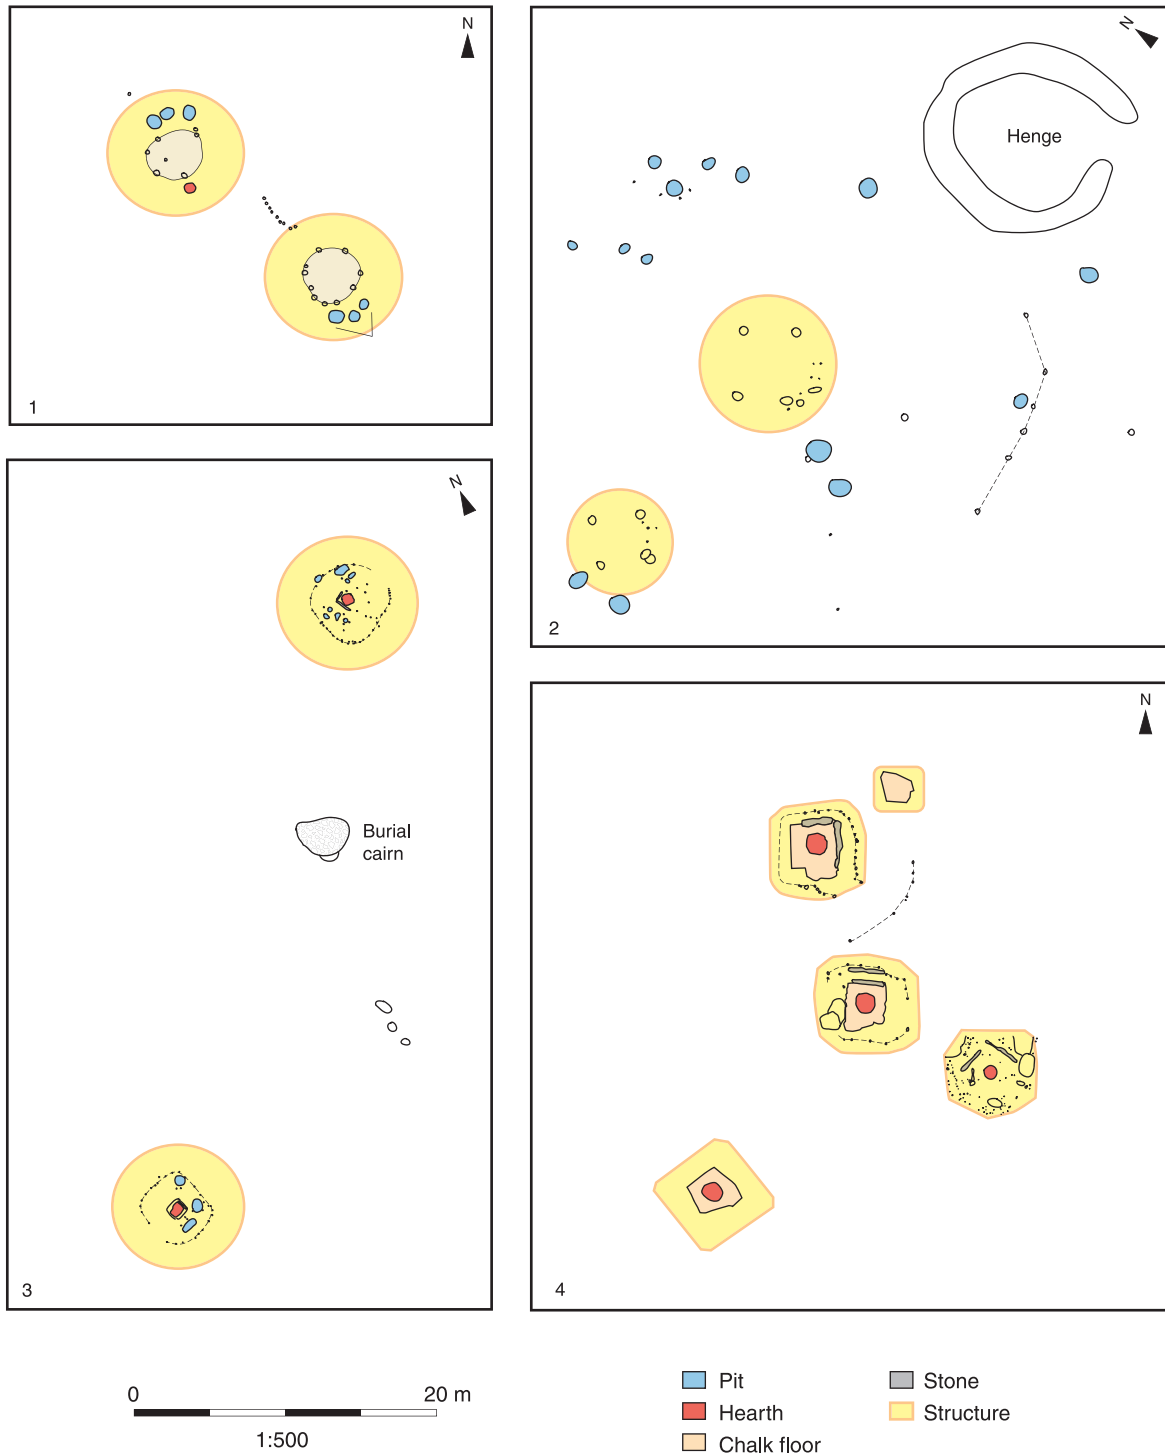 N
1
N
Henge
2
N
Burial
cairn
3
N
4
0 20 m
1:500
Pit
Hearth
Chalk floor
Stone
Structure